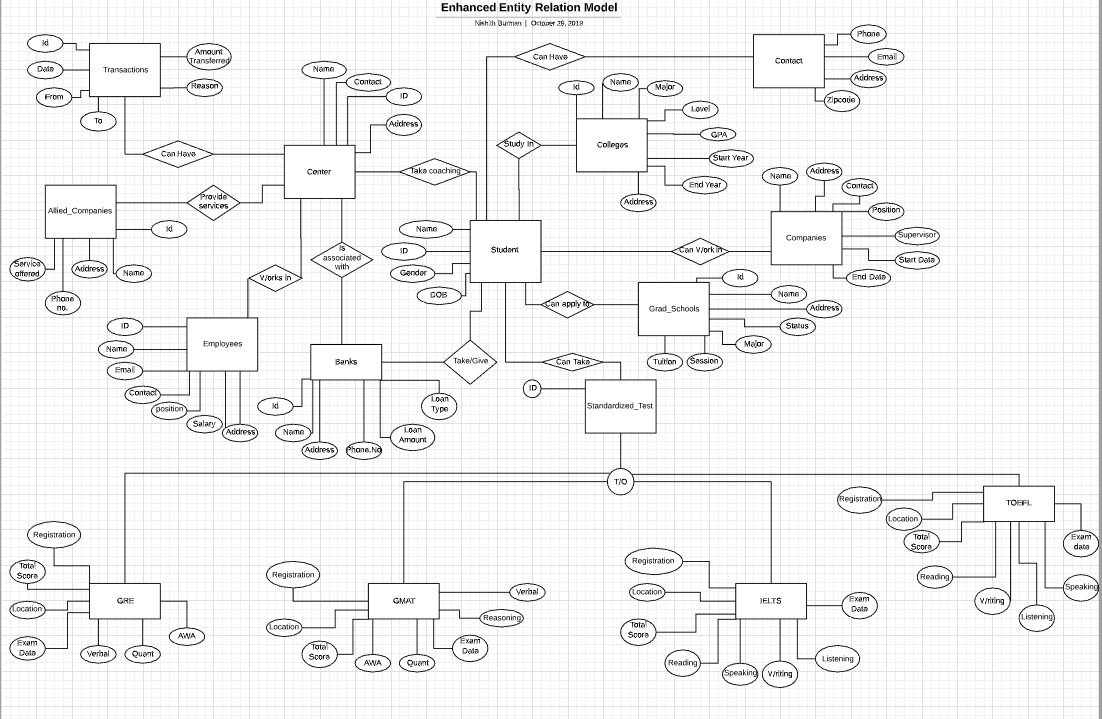 Enhanced Entity Relation Model
Nishith Burman | October 29, 2019
Id
Date
From
To
Transactions
Amount
Transferred
Reason
Can Have
Name
Contact
ID
Address
Center
Take coaching
Can Have
Contact
Phone
Email
Address
Zipcode
Id
Name
Major
Level
GPA
Start Year
End Year
Address
Colleges
Study In
Allied_Companies
Provide
services
Id
Service
offered
Phone
no.
Address
Name
Works in
Is
associated
with
Name
ID
Gender
DOB
Student
Can Work in
Companies
Name
Address
Contact
Position
Supervisor
Start Date
End Date
Can apply to
Grad_Schools
Id
Name
Address
Status
Major
Tuition
Session
Employees
ID
Name
Email
Contact
position
Salary
Address
Banks
Id
Name
Address
Phone.No
Loan
Amount
Loan
Type
Take/Give
Can Take
ID
Standardized_Test
T/O
Registration
Total
Score
Location
Exam
Date
Verbal
Quant
AWA
GRE
Registration
Location
Total
Score
AWA
Quant
Exam
Date
Reasoning
Verbal
GMAT
Registration
Location
Total
Score
Reading
Speaking
Writing
Listening
Exam
Date
IELTS
Registration
Location
Total
Score
Reading
Writing
Listening
Speaking
Exam
date
TOEFL